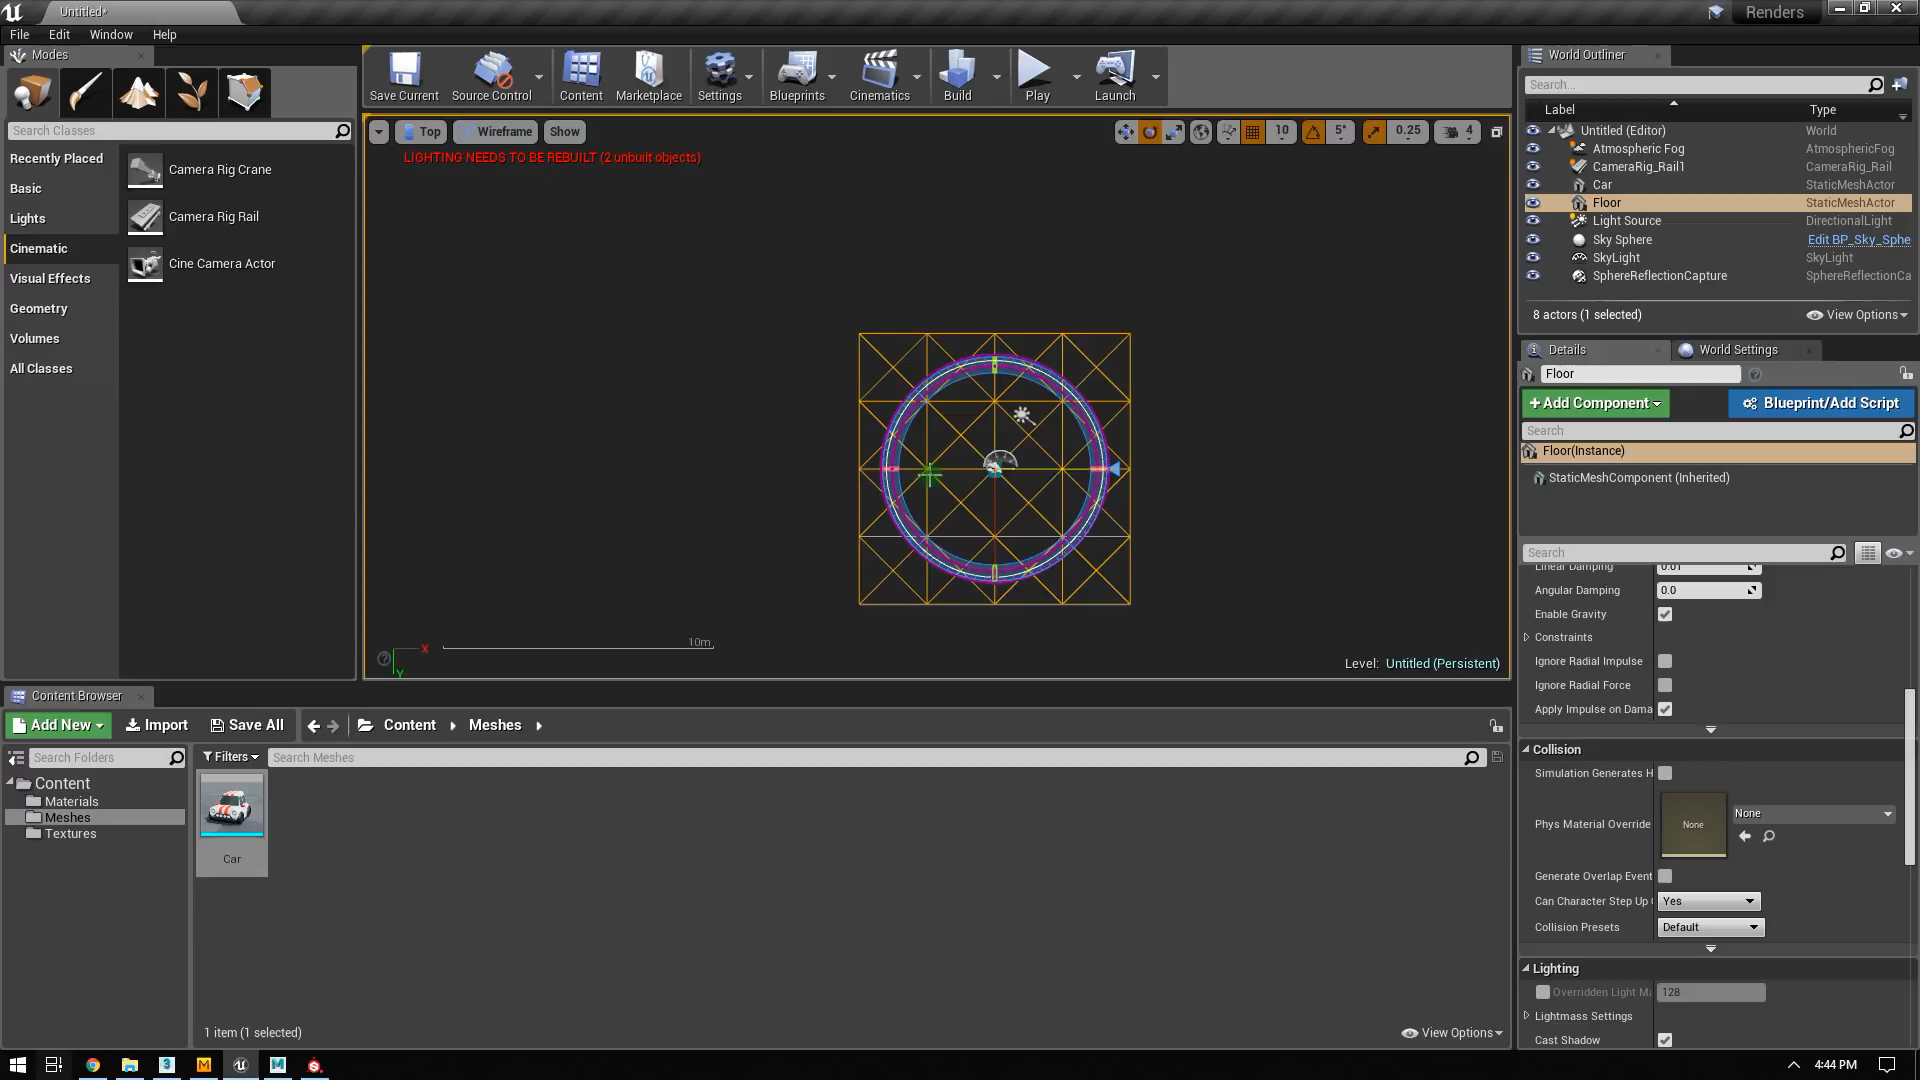 Untitled*
Renders
File Edit Window Help
Modes
Search Classes
Recently Placed
Basic
Lights
Cinematic
Visual Effects
Geometry
Volumes
All Classes
Camera Rig Crane
Camera Rig Rail
Cine Camera Actor
Save Current Source Control Content Marketplace Settings Blueprints Cinematics Build Play Launch
Top Wireframe Show
10 5° 0.25 4
LIGHTING NEEDS TO BE REBUILT (2 unbuilt objects)
X
Y
10m
Level: Untitled (Persistent)
World Outliner
Search...
Label Type
Untitled (Editor) World
Atmospheric Fog AtmosphericFog
CameraRig_Rail1 CameraRig_Rail
Car StaticMeshActor
Floor StaticMeshActor
Light Source DirectionalLight
Sky Sphere Edit BP_Sky_Sphe
SkyLight SkyLight
SphereReflectionCapture SphereReflectionCa
8 actors (1 selected) View Options
Details World Settings
Floor
+Add Component Blueprint/Add Script
Search
Floor(Instance)
StaticMeshComponent (Inherited)
Search
Linear Damping 0.01
Angular Damping 0.0
Enable Gravity
Constraints
Ignore Radial Impulse
Ignore Radial Force
Apply Impulse on Dama
Collision
Simulation Generates H
Phys Material Override None None
Generate Overlap Event
Can Character Step Up Yes
Collision Presets Default
Lighting
Overridden Light M 128
Lightmass Settings
Cast Shadow
Content Browser
Add New Import Save All Content Meshes
Search Folders
Filters Search Meshes
Content
Materials
Meshes
Textures
Car
1 item (1 selected) View Options
4:44 PM